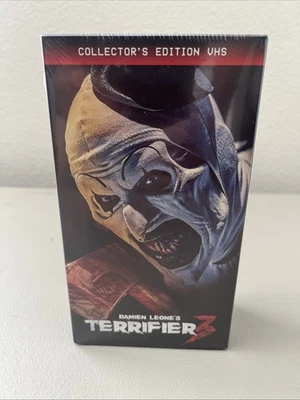 COLLECTOR'S EDITION VHS
DAMIEN LEONE'S
TERRIFIER 3